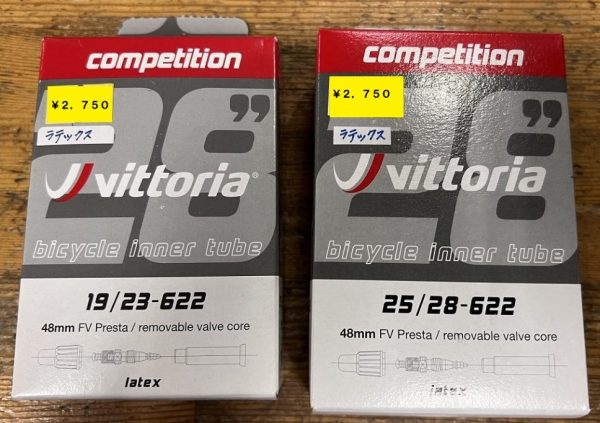 competition
¥2,750
ラテックス
28”
vittoria®
bicycle inner tube
19/23-622
48mm FV Presta / removable valve core
latex
competition
¥2,750
ラテックス
28”
vittoria
bicycle inner tube
25/28-622
48mm FV Presta / removable valve core
latex